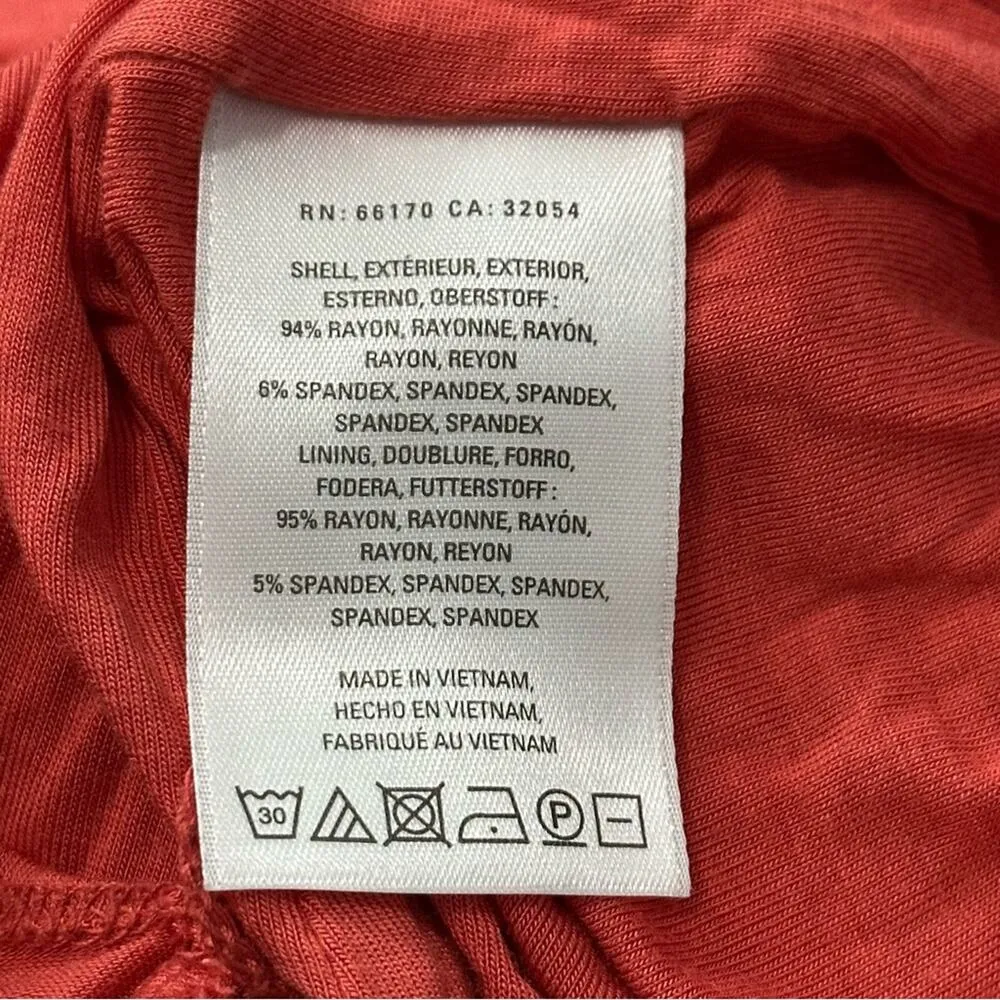 RN: 66170 CA: 32054
SHELL, EXTÉRIEUR, EXTERIOR,
ESTERNO, OBERSTOFF:
94% RAYON, RAYONNE, RAYÓN,
RAYON, REYON
6% SPANDEX, SPANDEX, SPANDEX,
SPANDEX, SPANDEX
LINING, DOUBLURE, FORRO,
FODERA, FUTTERSTOFF:
95% RAYON, RAYONNE, RAYÓN,
RAYON, REYON
5% SPANDEX, SPANDEX, SPANDEX,
SPANDEX, SPANDEX
MADE IN VIETNAM,
HECHO EN VIETNAM,
FABRIQUÉ AU VIETNAM
30 P